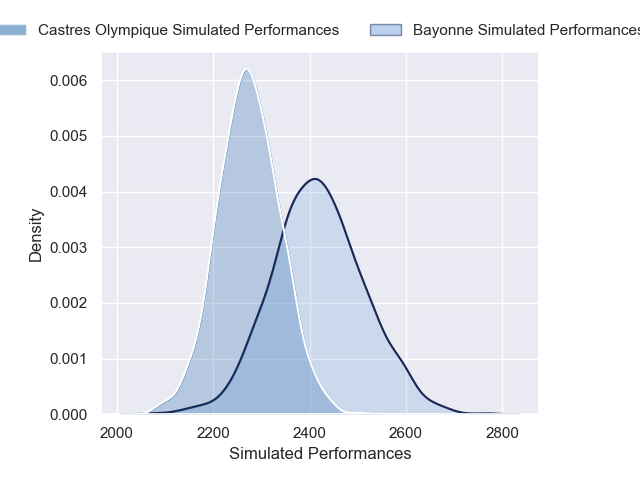 Castres Olympique Simulated Performances Bayonne Simulated Performances
0.006
0.005
0.004
0.003
0.002
0.001
0.000
Density
2000 2200 2400 2600 2800
Simulated Performances